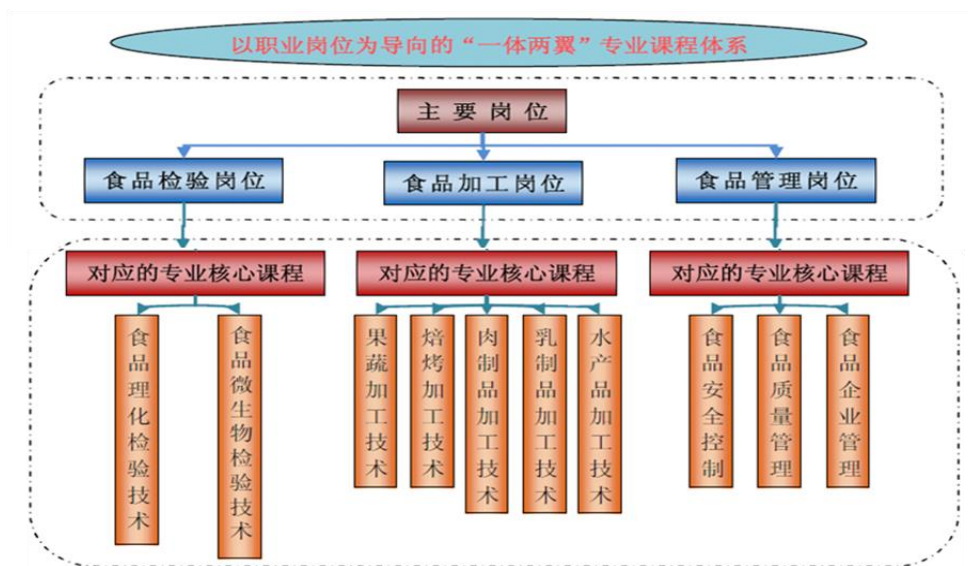 以职业岗位为导向的“一体两翼”专业课程体系
主要岗位
食品检验岗位
食品加工岗位
食品管理岗位
对应的专业核心课程
对应的专业核心课程
对应的专业核心课程
食品理化检验技术
食品微生物检验技术
果蔬加工技术
焙烤加工技术
肉制品加工技术
乳制品加工技术
水产品加工技术
食品安全控制
食品质量管理
食品企业管理